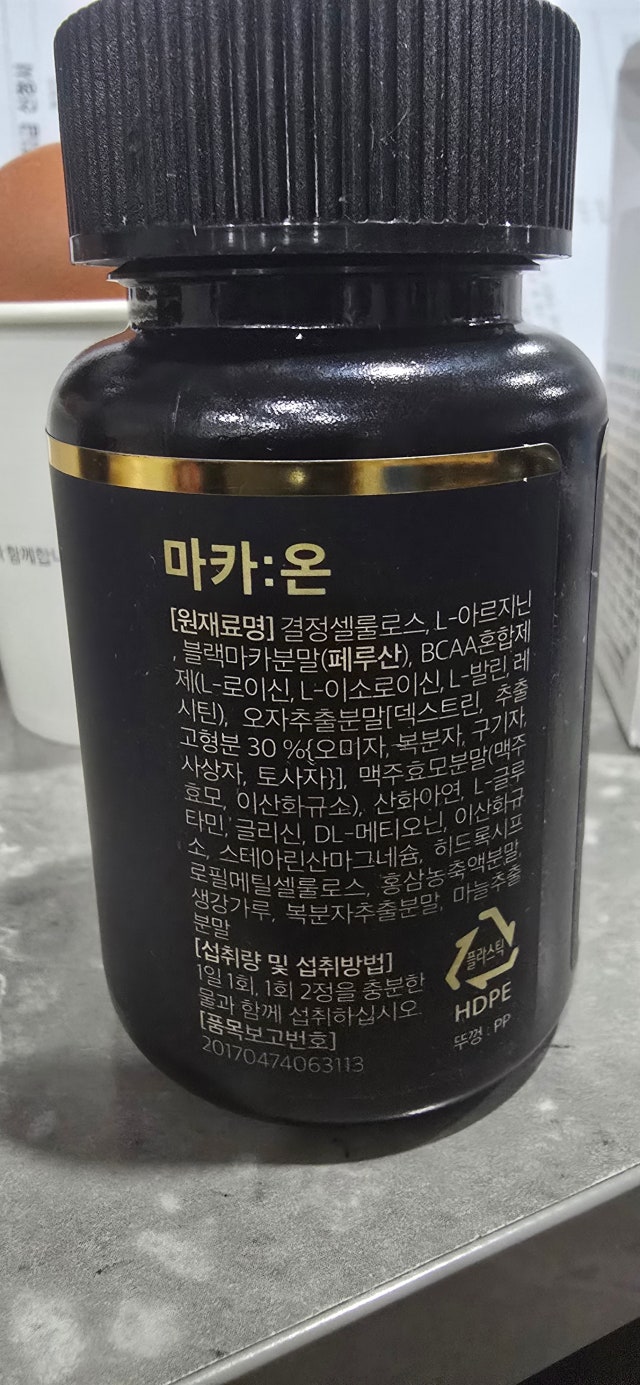 마카:온
[원재료명] 결정셀룰로스, L-아르지닌
, 블랙마카분말(페루산), BCAA혼합제
제(L-로이신, L-이소로이신, L-발린, 레
시틴), 오자추출분말[덱스트린, 추출
고형분 30 %{오미자, 복분자, 구기자,
사상자, 토사자}], 맥주효모분말(맥주
효모, 이산화규소), 산화아연, L-글루
타민, 글리신, DL-메티오닌, 이산화규
소, 스테아린산마그네슘, 히드록시프
로필메틸셀룰로스, 홍삼농축액분말,
생강가루, 복분자추출분말, 마늘추출
분말
[섭취량 및 섭취방법]
1일 1회, 1회 2정을 충분한
물과 함께 섭취하십시오.
[품목보고번호]
20170474063113
플라스틱
HDPE
뚜껑 : PP
함께합니